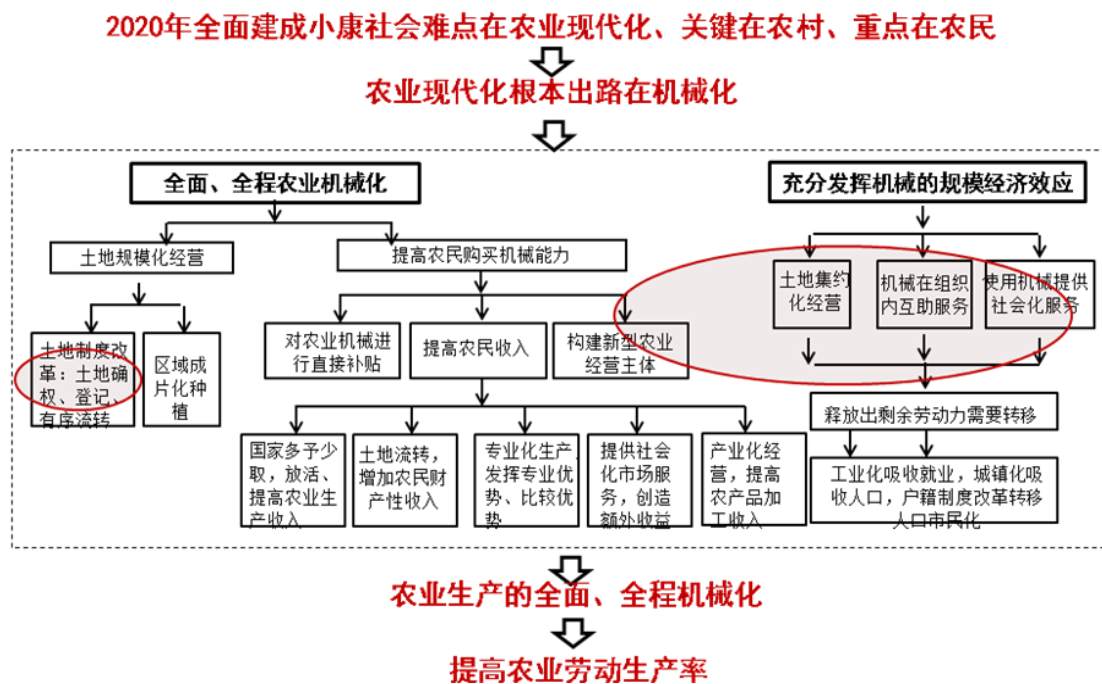 2020年全面建成小康社会难点在农业现代化、关键在农村、重点在农民
农业现代化根本出路在机械化
全面、全程农业机械化
充分发挥机械的规模经济效应
土地规模化经营
提高农民购买机械能力
土地集约
化经营
机械在组织
内互助服务
使用机械提供
社会化服务
土地制度改
革：土地确
权、登记、
有序流转
区域成
片化种
植
对农业机械进
行直接补贴
提高农民收入
构建新型农业
经营主体
释放出剩余劳动力需要转移
国家多予少
取，放活、
提高农业生
产收入
土地流转，
增加农民财
产性收入
专业化生产，
发挥专业优
势、比较优
势
提供社会
化市场服
务，创造
额外收益
产业化经
营，提高
农产品加
工收入
工业化吸收就业，城镇化吸
收人口，户籍制度改革转移
人口市民化
农业生产的全面、全程机械化
提高农业劳动生产率